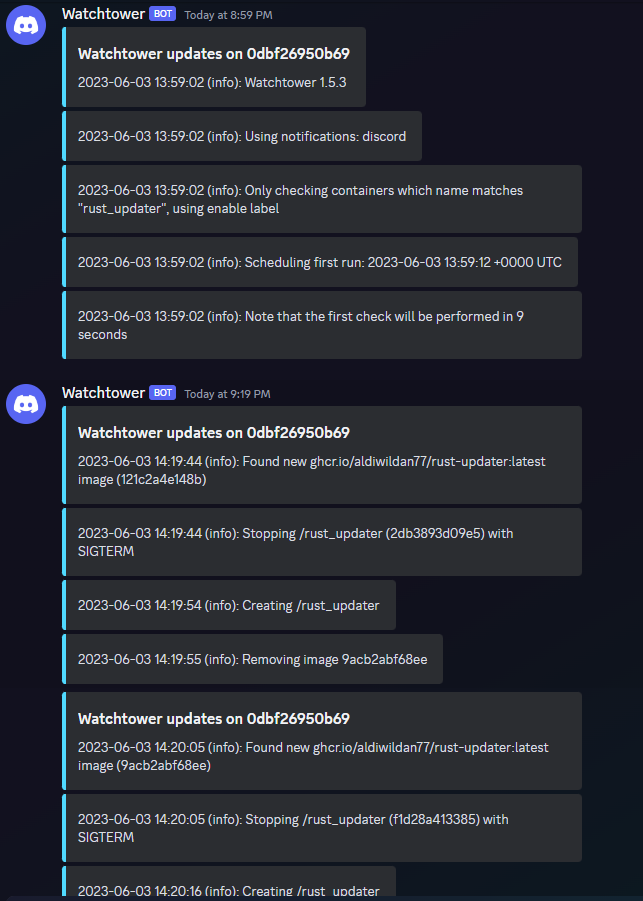 Watchtower BOT Today at 8:59 PM
Watchtower updates on 0dbf26950b69
2023-06-03 13:59:02 (info): Watchtower 1.5.3
2023-06-03 13:59:02 (info): Using notifications: discord
2023-06-03 13:59:02 (info): Only checking containers which name matches
"rust_updater", using enable label
2023-06-03 13:59:02 (info): Scheduling first run: 2023-06-03 13:59:12 +0000 UTC
2023-06-03 13:59:02 (info): Note that the first check will be performed in 9
seconds
Watchtower BOT Today at 9:19 PM
Watchtower updates on 0dbf26950b69
2023-06-03 14:19:44 (info): Found new ghcr.io/aldiwildan77/rust-updater:latest
image (121c2a4e148b)
2023-06-03 14:19:44 (info): Stopping /rust_updater (2db3893d09e5) with
SIGTERM
2023-06-03 14:19:54 (info): Creating /rust_updater
2023-06-03 14:19:55 (info): Removing image 9acb2abf68ee
Watchtower updates on 0dbf26950b69
2023-06-03 14:20:05 (info): Found new ghcr.io/aldiwildan77/rust-updater:latest
image (9acb2abf68ee)
2023-06-03 14:20:05 (info): Stopping /rust_updater (f1d28a413385) with
SIGTERM
2023-06-03 14:20:16 (info): Creating /rust_updater